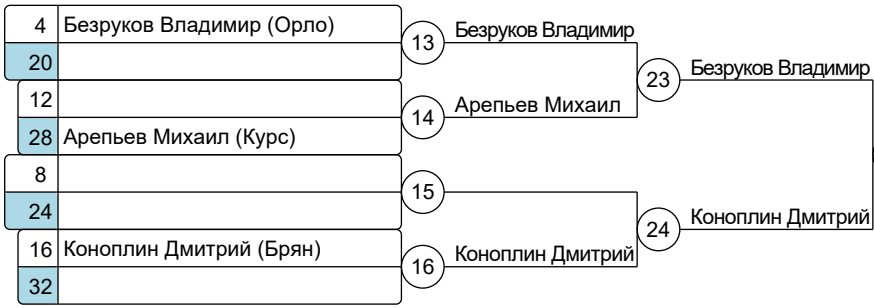 4 Безруков Владимир (Орло)
20
13 Безруков Владимир
12
28 Арепьев Михаил (Курс)
14 Арепьев Михаил
23 Безруков Владимир
8
24
15
16 Коноплин Дмитрий (Брян)
32
16 Коноплин Дмитрий
24 Коноплин Дмитрий